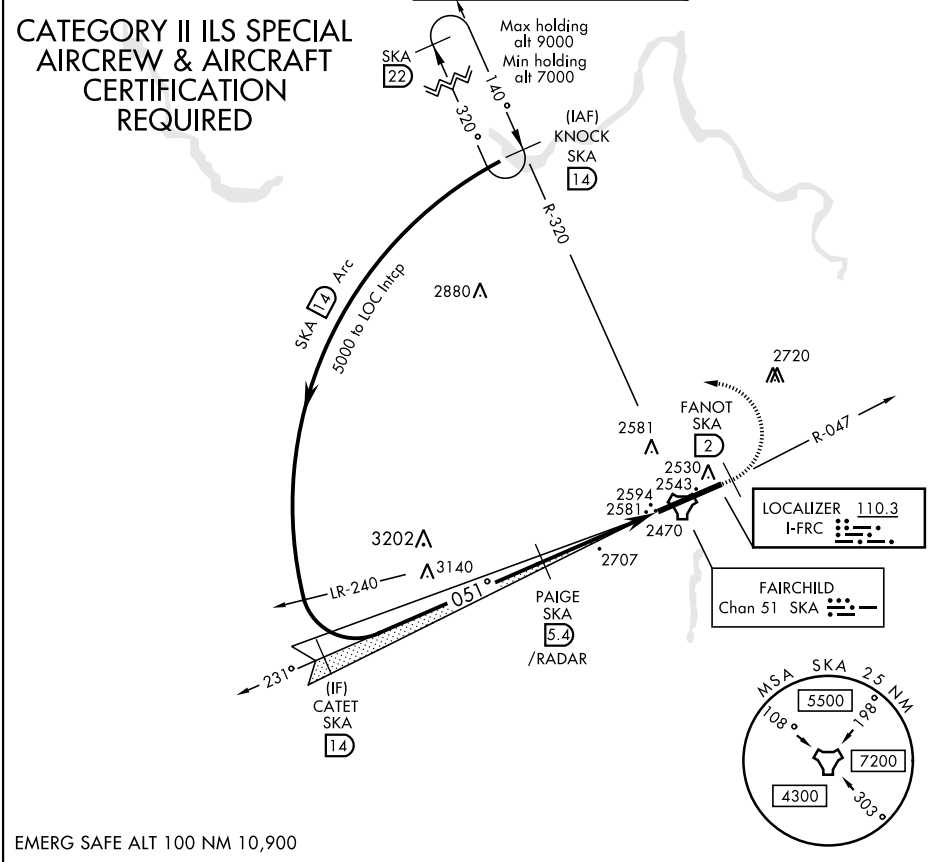 CATEGORY II ILS SPECIAL
AIRCREW & AIRCRAFT
CERTIFICATION
REQUIRED
SKA
22
Max holding
alt 9000
Min holding
alt 7000
140°
320°
(IAF)
KNOCK
SKA
14
R-320
SKA 14 Arc
5000 to LOC Intcp
2880
2720
FANOT
SKA
2
R-047
2581
2530
2543
2594
2581
2470
2707
LOCALIZER 110.3
I-FRC
FAIRCHILD
Chan 51 SKA
3202
3140
LR-240
051°
PAIGE
SKA
5.4
/RADAR
231°
(IF)
CATET
SKA
14
MSA SKA 25 NM
5500
108°
198°
7200
4300
303°
EMERG SAFE ALT 100 NM 10,900